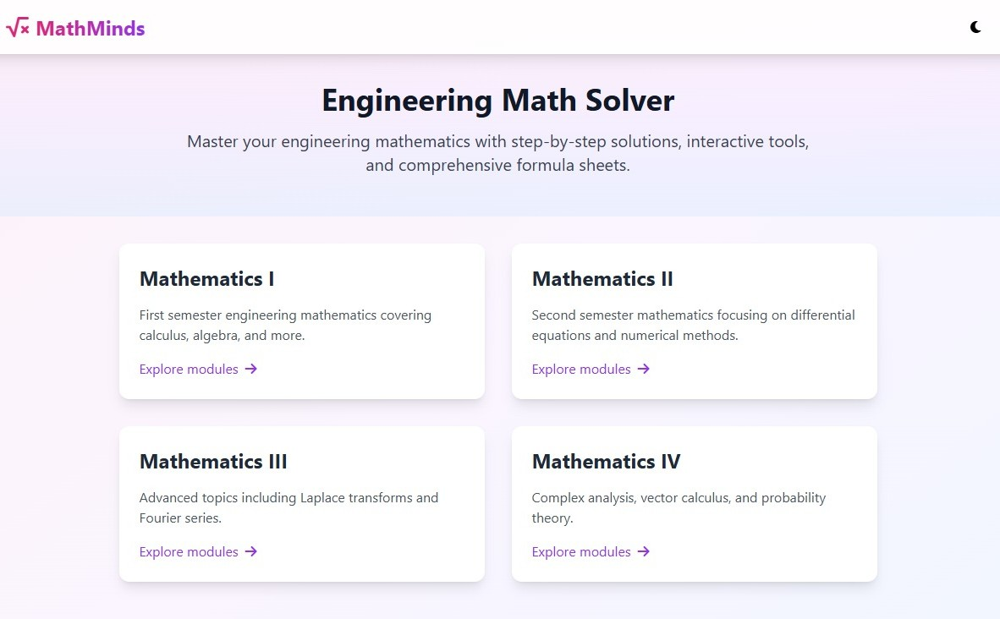 MathMinds
Engineering Math Solver
Master your engineering mathematics with step-by-step solutions, interactive tools,
and comprehensive formula sheets.
Mathematics I
First semester engineering mathematics covering
calculus, algebra, and more.
Explore modules →
Mathematics II
Second semester mathematics focusing on differential
equations and numerical methods.
Explore modules →
Mathematics III
Advanced topics including Laplace transforms and
Fourier series.
Explore modules →
Mathematics IV
Complex analysis, vector calculus, and probability
theory.
Explore modules →